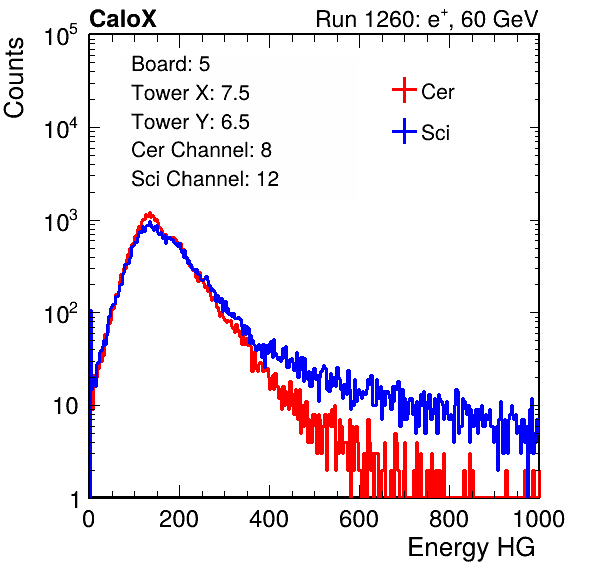 CaloX Run 1260: e⁺, 60 GeV
Counts
Board: 5
Tower X: 7.5
Tower Y: 6.5
Cer Channel: 8
Sci Channel: 12
Cer
Sci
10⁵
10⁴
10³
10²
10
1
0 200 400 600 800 1000
Energy HG